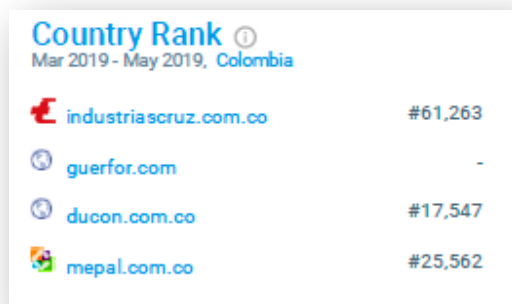 Country Rank
Mar 2019 - May 2019, Colombia
industriascruz.com.co #61,263
guerfor.com -
ducon.com.co #17,547
mepal.com.co #25,562